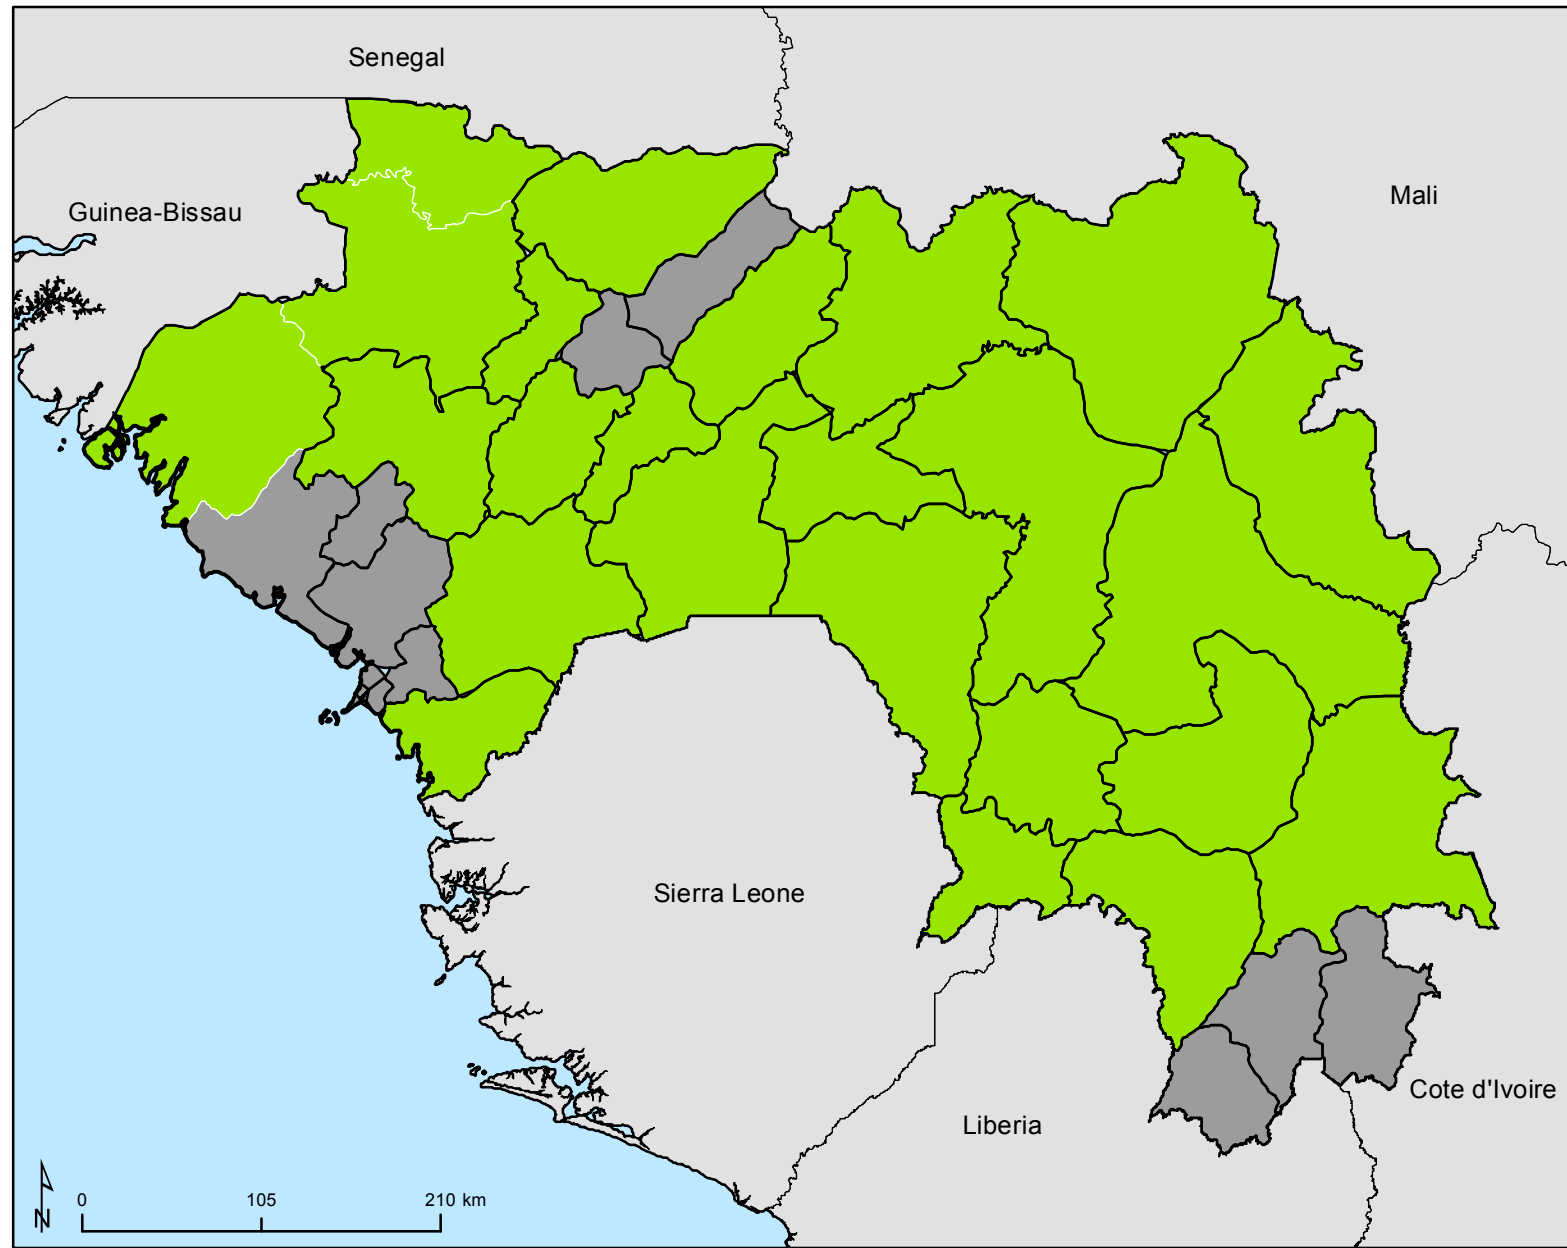 Senegal
Mali
Guinea-Bissau
Sierra Leone
Cote d'Ivoire
Liberia
0 105 210 km
N